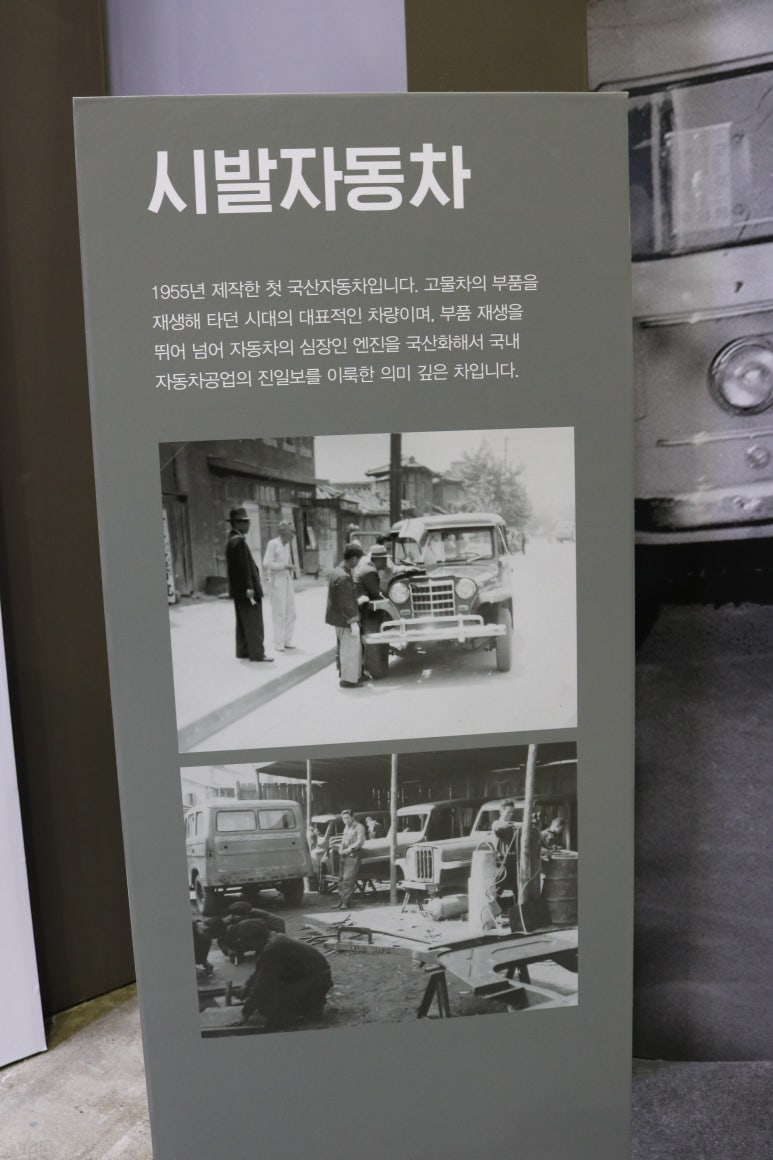 시발자동차
1955년 제작한 첫 국산자동차입니다. 고물차의 부품을
재생해 타던 시대의 대표적인 차량이며, 부품 재생을
뛰어 넘어 자동차의 심장인 엔진을 국산화해서 국내
자동차공업의 진일보를 이룩한 의미 깊은 차입니다.